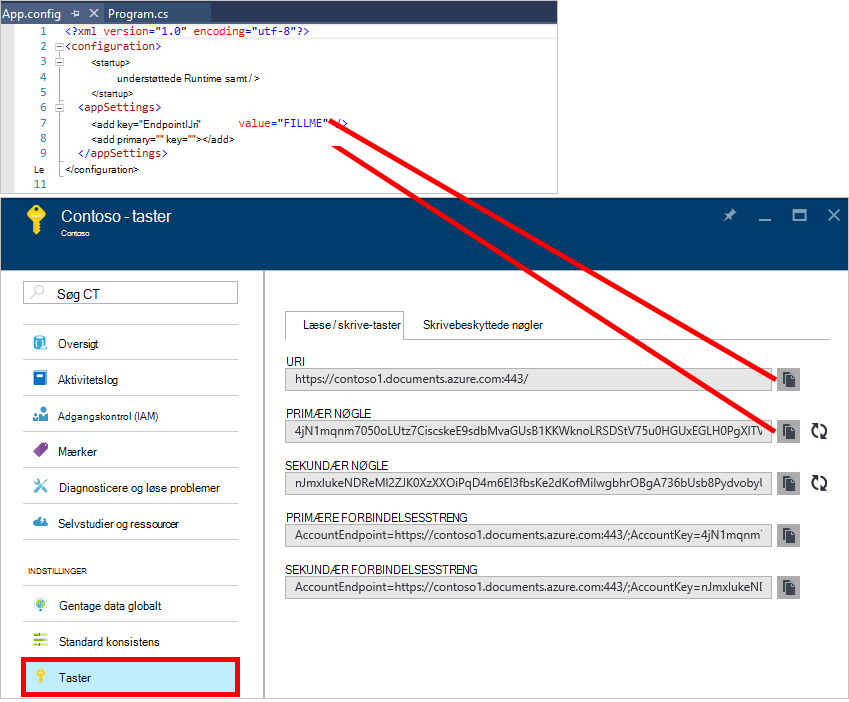 App.config Program.cs
1 <?xml version="1.0" encoding="utf-8"?>
2 <configuration>
3 <startup>
4 understøttede Runtime samt / >
5 </startup>
6 <appSettings>
7 <add key="EndpointUri" value="FILLME" />
8 <add primary="" key=""></add>
9 </appSettings>
Le </configuration>
11
Contoso - taster
Contoso
Søg CT
Oversigt
Aktivitetslog
Adgangskontrol (IAM)
Mærker
Diagnosticere og løse problemer
Selvstudier og ressourcer
INDSTILLINGER
Gentage data globalt
Standard konsistens
Taster
Læse / skrive-taster Skrivebeskyttede nøgler
URI
https://contoso1.documents.azure.com:443/
PRIMÆR NØGLE
4jN1mqnm7050oLUtz7CiscskeE9sdbMvaGUsB1KKWknoLRSDStV75u0HGUxEGLH0PgXlTV
SEKUNDÆR NØGLE
nJmxlukeNDReMI2ZJK0XzXXOiPqD4m6El3fbsKe2dKofMilwgbhrOBgA736bUsb8Pydvobyl
PRIMÆRE FORBINDELSESSTRENG
AccountEndpoint=https://contoso1.documents.azure.com:443/;AccountKey=4jN1mqnm7
SEKUNDÆR FORBINDELSESSTRENG
AccountEndpoint=https://contoso1.documents.azure.com:443/;AccountKey=nJmxlukeND